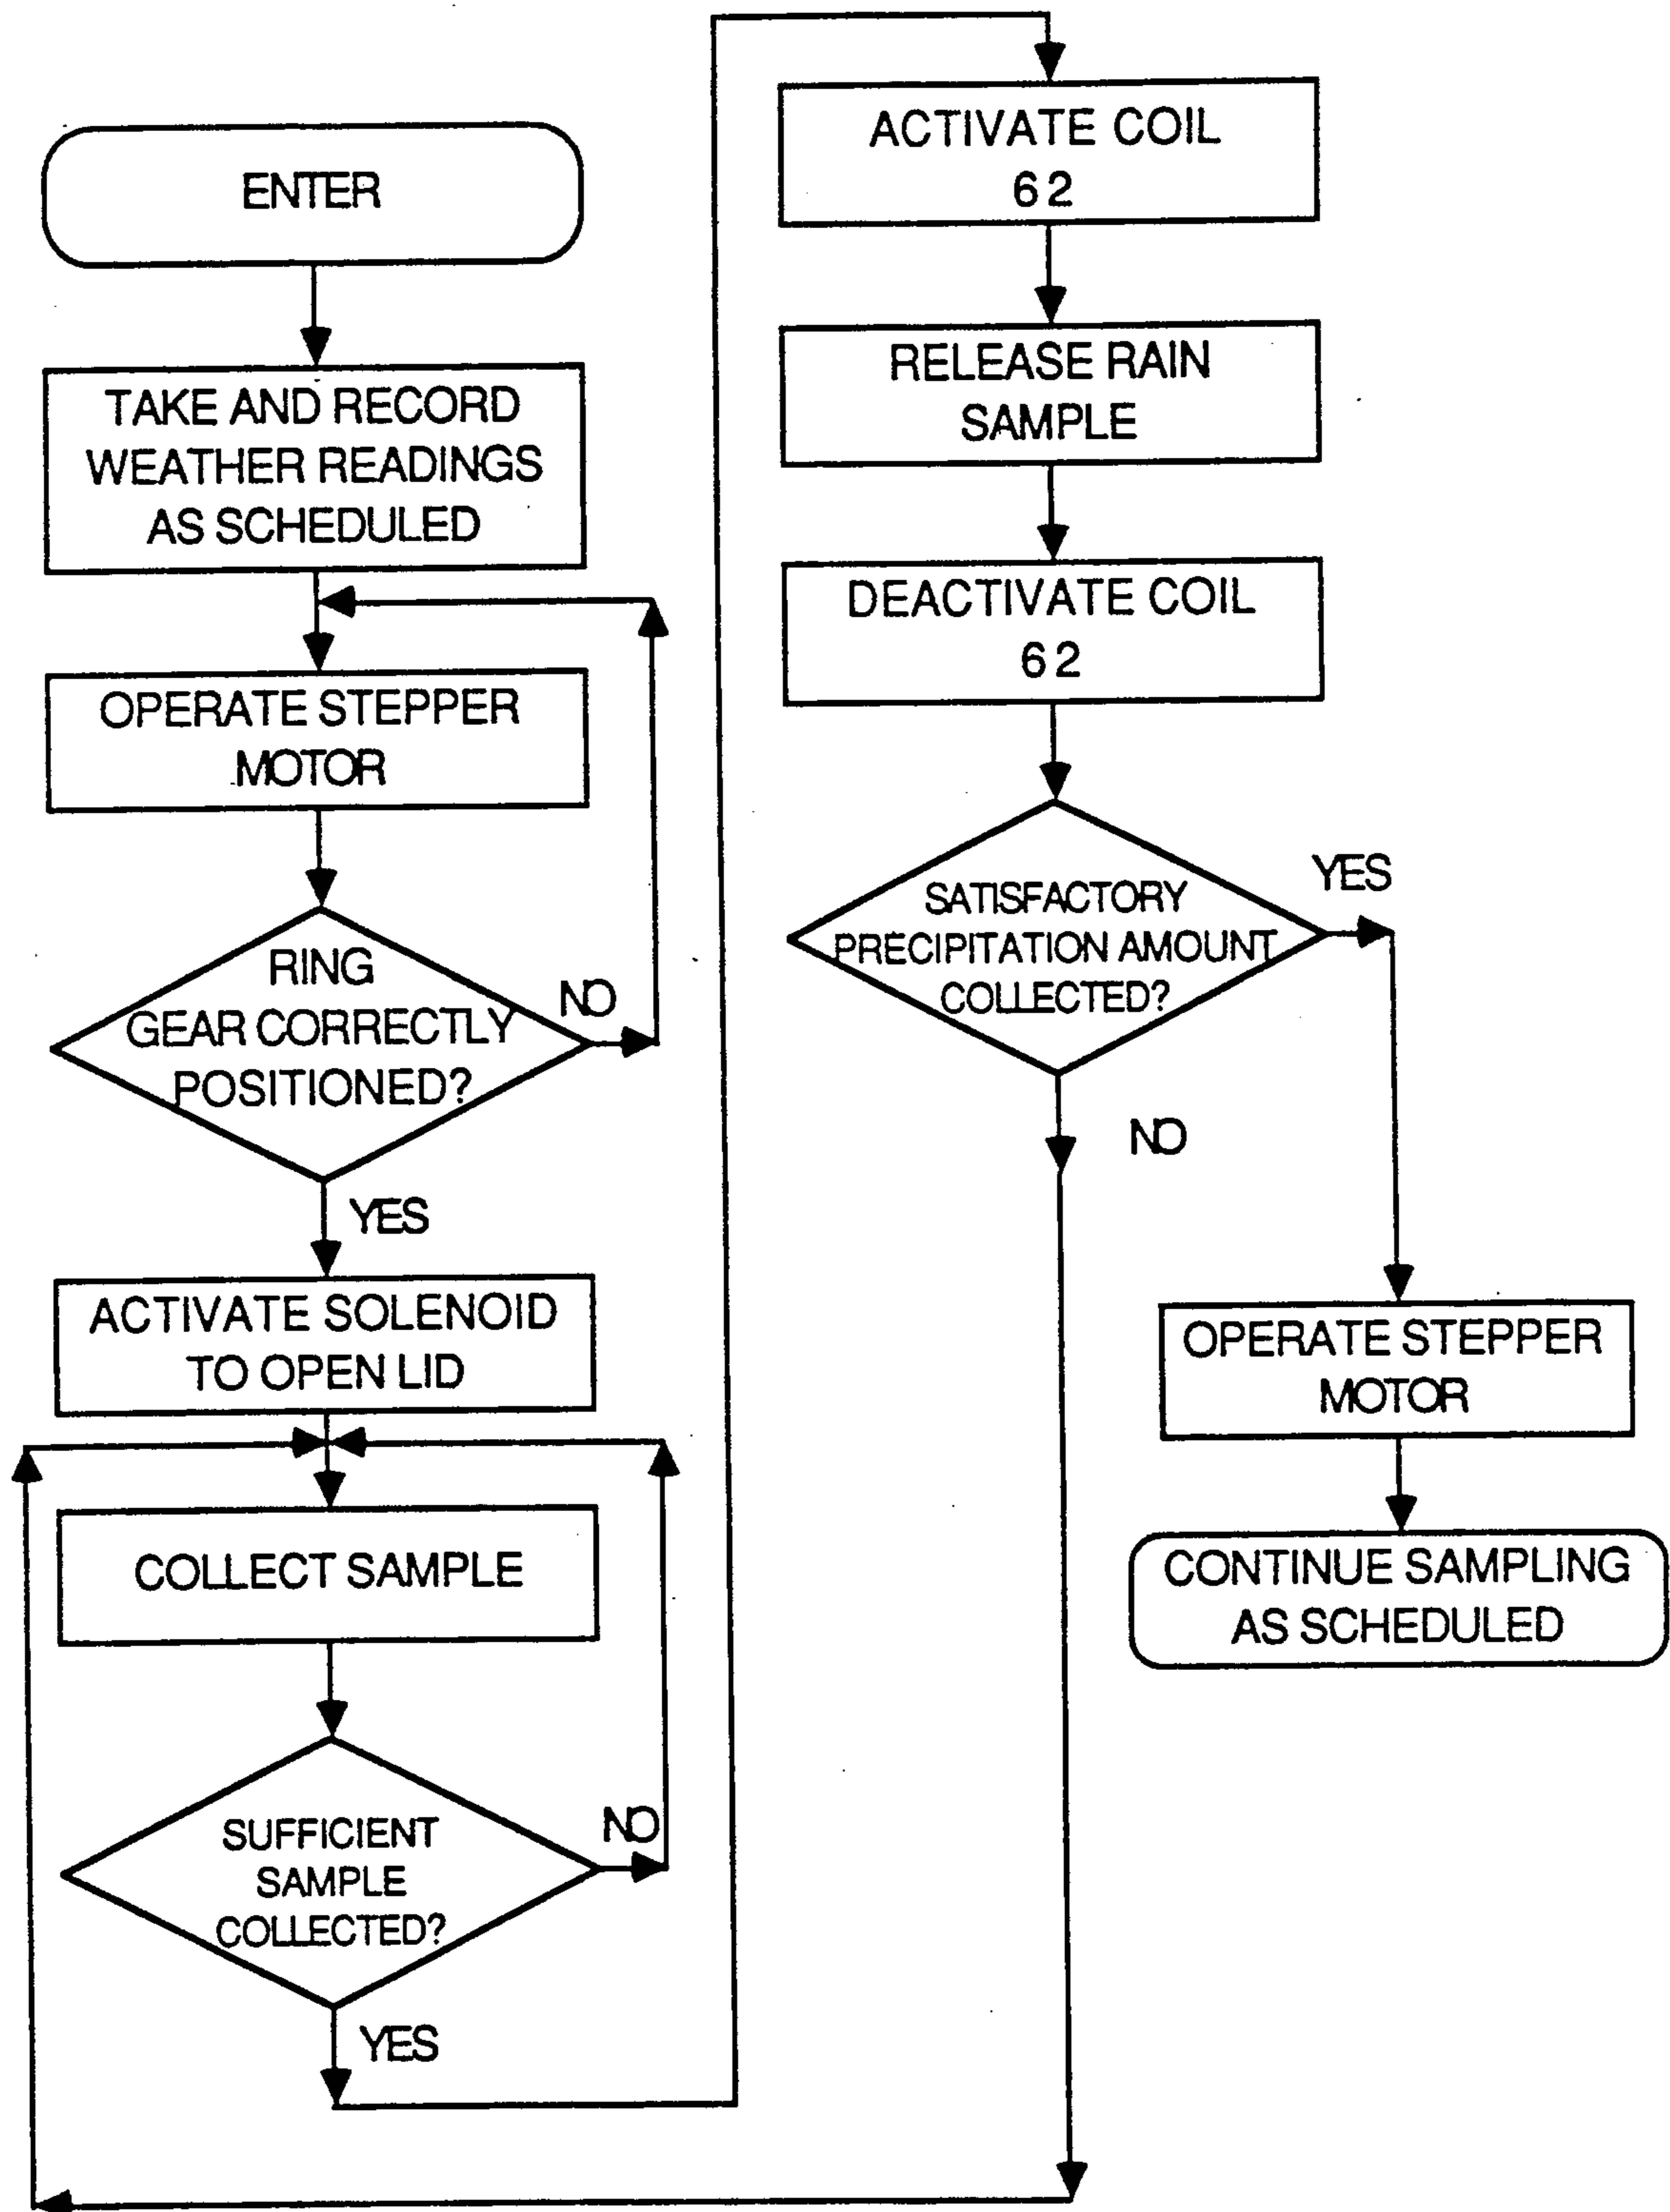 ENTER
TAKE AND RECORD
WEATHER READINGS
AS SCHEDULED
OPERATE STEPPER
MOTOR
RING
GEAR CORRECTLY
POSITIONED?
NO
YES
ACTIVATE SOLENOID
TO OPEN LID
COLLECT SAMPLE
SUFFICIENT
SAMPLE
COLLECTED?
NO
YES
ACTIVATE COIL
62
RELEASE RAIN
SAMPLE
DEACTIVATE COIL
62
SATISFACTORY
PRECIPITATION AMOUNT
COLLECTED?
YES
NO
OPERATE STEPPER
MOTOR
CONTINUE SAMPLING
AS SCHEDULED